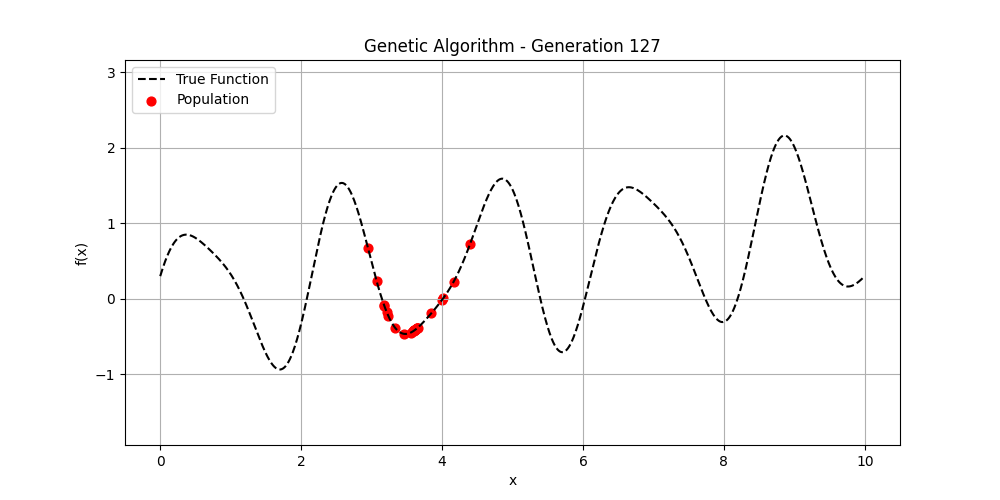 Genetic Algorithm - Generation 127
True Function
Population
3
2
1
0
−1
f(x)
0 2 4 6 8 10
x